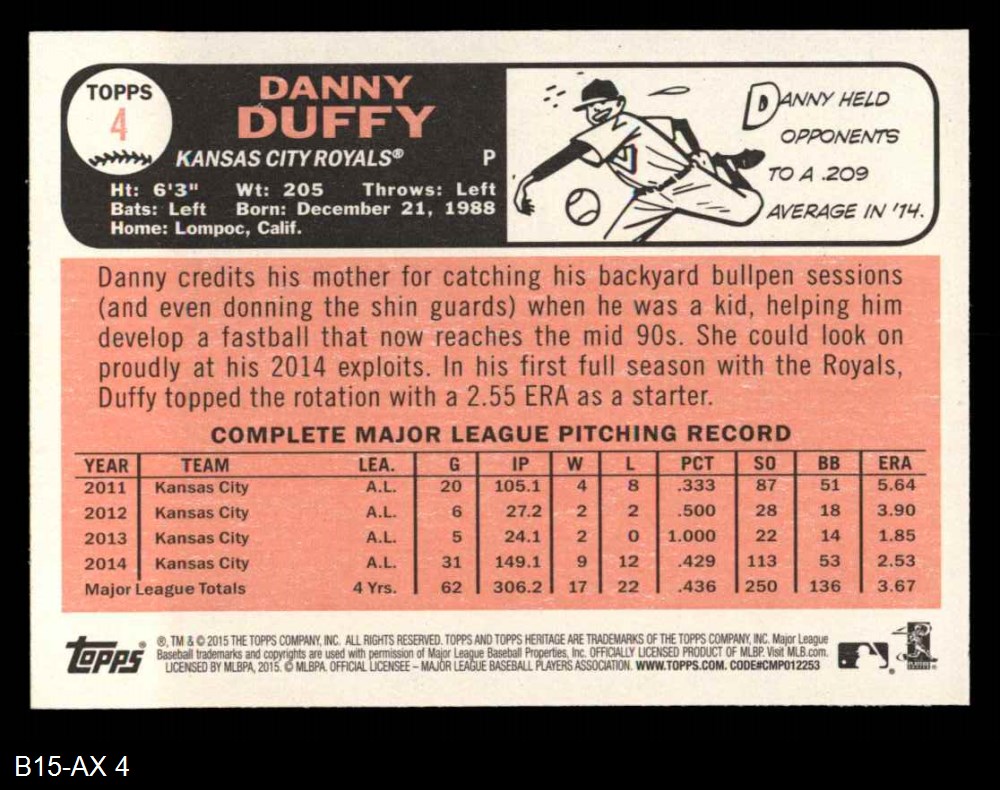 TOPPS
4
DANNY
DUFFY
KANSAS CITY ROYALS® P
Ht: 6'3" Wt: 205 Throws: Left
Bats: Left Born: December 21, 1988
Home: Lompoc, Calif.
DANNY HELD
OPPONENTS
TO A .209
AVERAGE IN '14.
Danny credits his mother for catching his backyard bullpen sessions
(and even donning the shin guards) when he was a kid, helping him
develop a fastball that now reaches the mid 90s. She could look on
proudly at his 2014 exploits. In his first full season with the Royals,
Duffy topped the rotation with a 2.55 ERA as a starter.
COMPLETE MAJOR LEAGUE PITCHING RECORD
YEAR TEAM LEA. G IP W L PCT SO BB ERA
2011 Kansas City A.L. 20 105.1 4 8 .333 87 51 5.64
2012 Kansas City A.L. 6 27.2 2 2 .500 28 18 3.90
2013 Kansas City A.L. 5 24.1 2 0 1.000 22 14 1.85
2014 Kansas City A.L. 31 149.1 9 12 .429 113 53 2.53
Major League Totals 4 Yrs. 62 306.2 17 22 .436 250 136 3.67
Topps®
®, TM & © 2015 THE TOPPS COMPANY, INC. ALL RIGHTS RESERVED. TOPPS AND TOPPS HERITAGE ARE TRADEMARKS OF THE TOPPS COMPANY, INC. Major League
Baseball trademarks and copyrights are used with permission of Major League Baseball Properties, Inc. OFFICIALLY LICENSED PRODUCT OF MLBP. Visit MLB.com.
LICENSED BY MLBPA, 2015. © MLBPA. OFFICIAL LICENSEE – MAJOR LEAGUE BASEBALL PLAYERS ASSOCIATION. WWW.TOPPS.COM. CODE#CMP012253
B15-AX 4